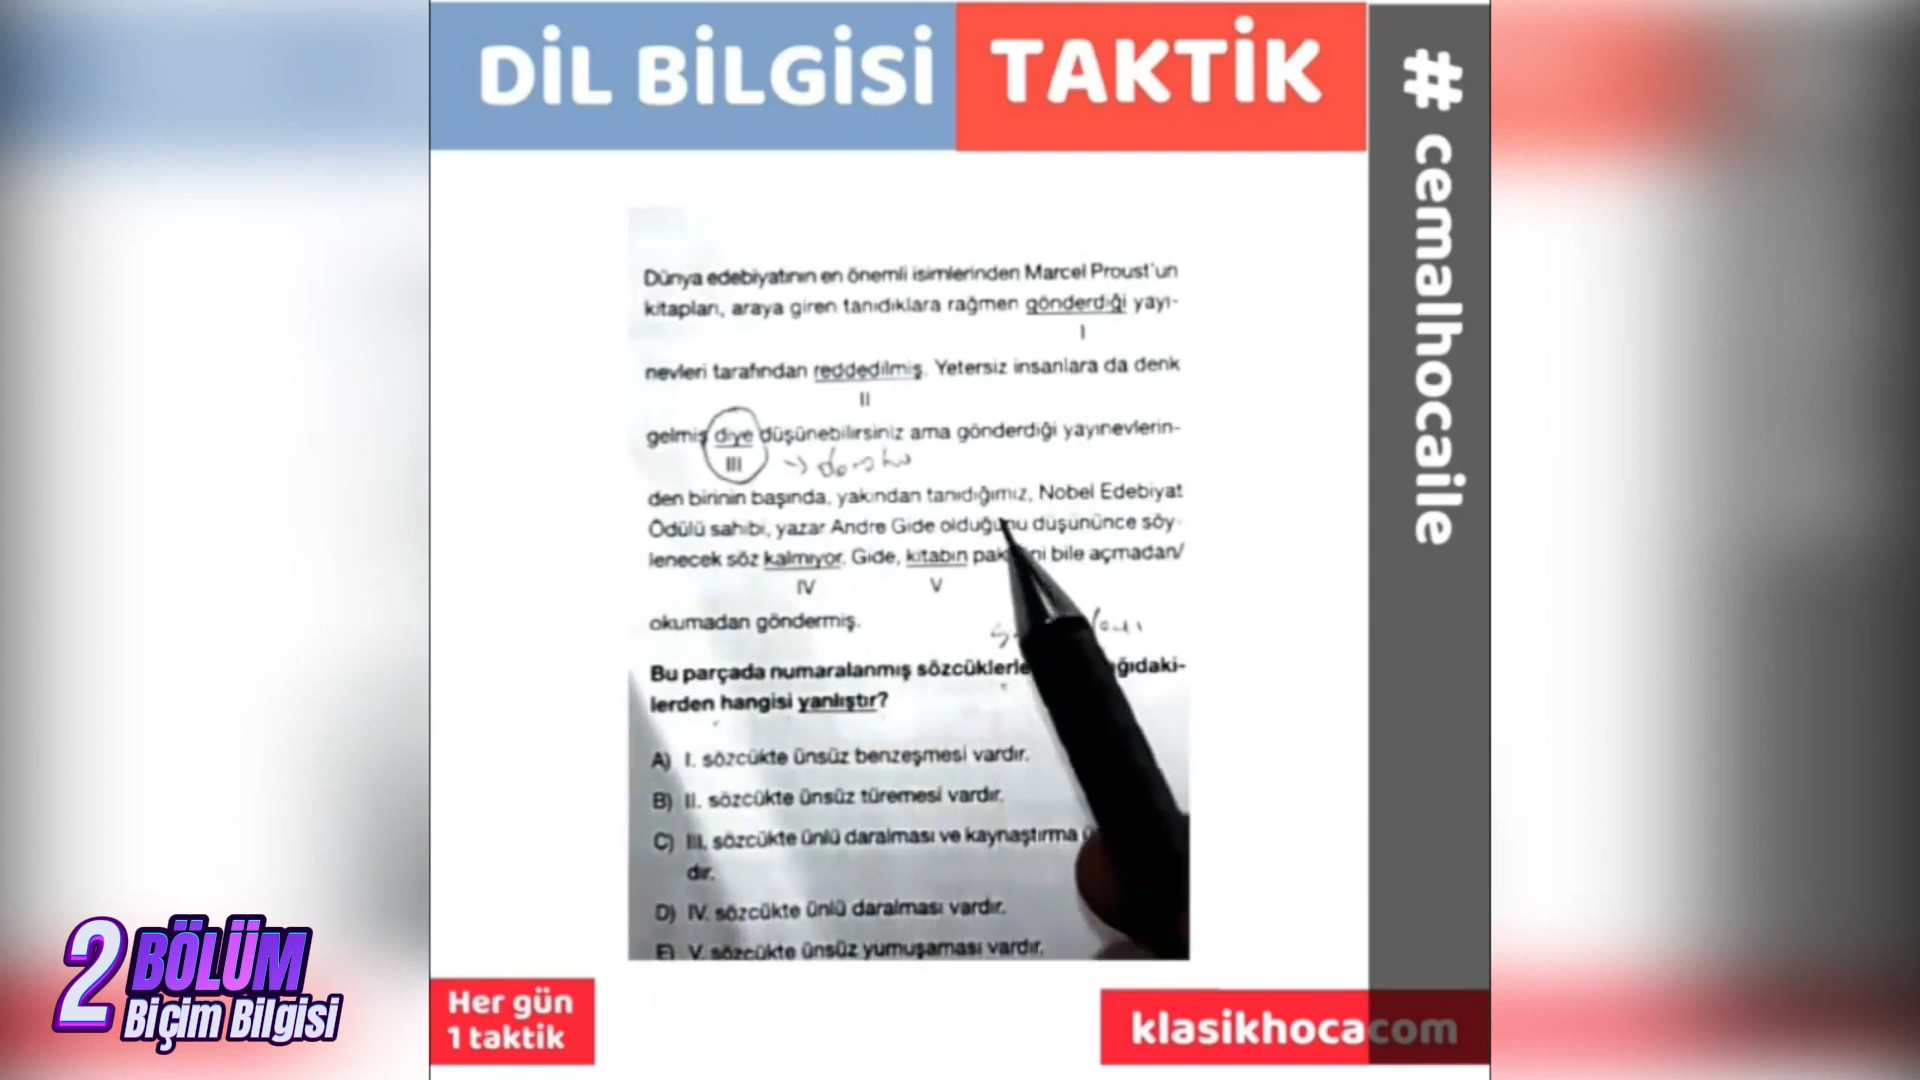 DİL BİLGİSİ TAKTİK
# cemalhocaile
Dünya edebiyatının en önemli isimlerinden Marcel Proust'un
kitapları, araya giren tanıdıklara rağmen gönderdiği yayı-
I
nevleri tarafından reddedilmiş. Yetersiz insanlara da denk
II
gelmiş diye düşünebilirsiniz ama gönderdiği yayınevlerin-
III
den birinin başında, yakından tanıdığımız, Nobel Edebiyat
Ödülü sahibi, yazar Andre Gide olduğunu düşününce söy-
lenecek söz kalmıyor. Gide, kitabın bile açmadan/
IV V
okumadan göndermiş.
Bu parçada numaralanmış sözcüklerle
lerden hangisi yanlıştır?
A) I. sözcükte ünsüz benzeşmesi vardır.
B) II. sözcükte ünsüz türemesi vardır.
C) III. sözcükte ünlü daralması ve kaynaştırma
dır.
D) IV. sözcükte ünlü daralması vardır.
E) V. sözcükte ünsüz yumuşaması vardır.
2 BÖLÜM
Biçim Bilgisi
Her gün
1 taktik
klasikhocacom